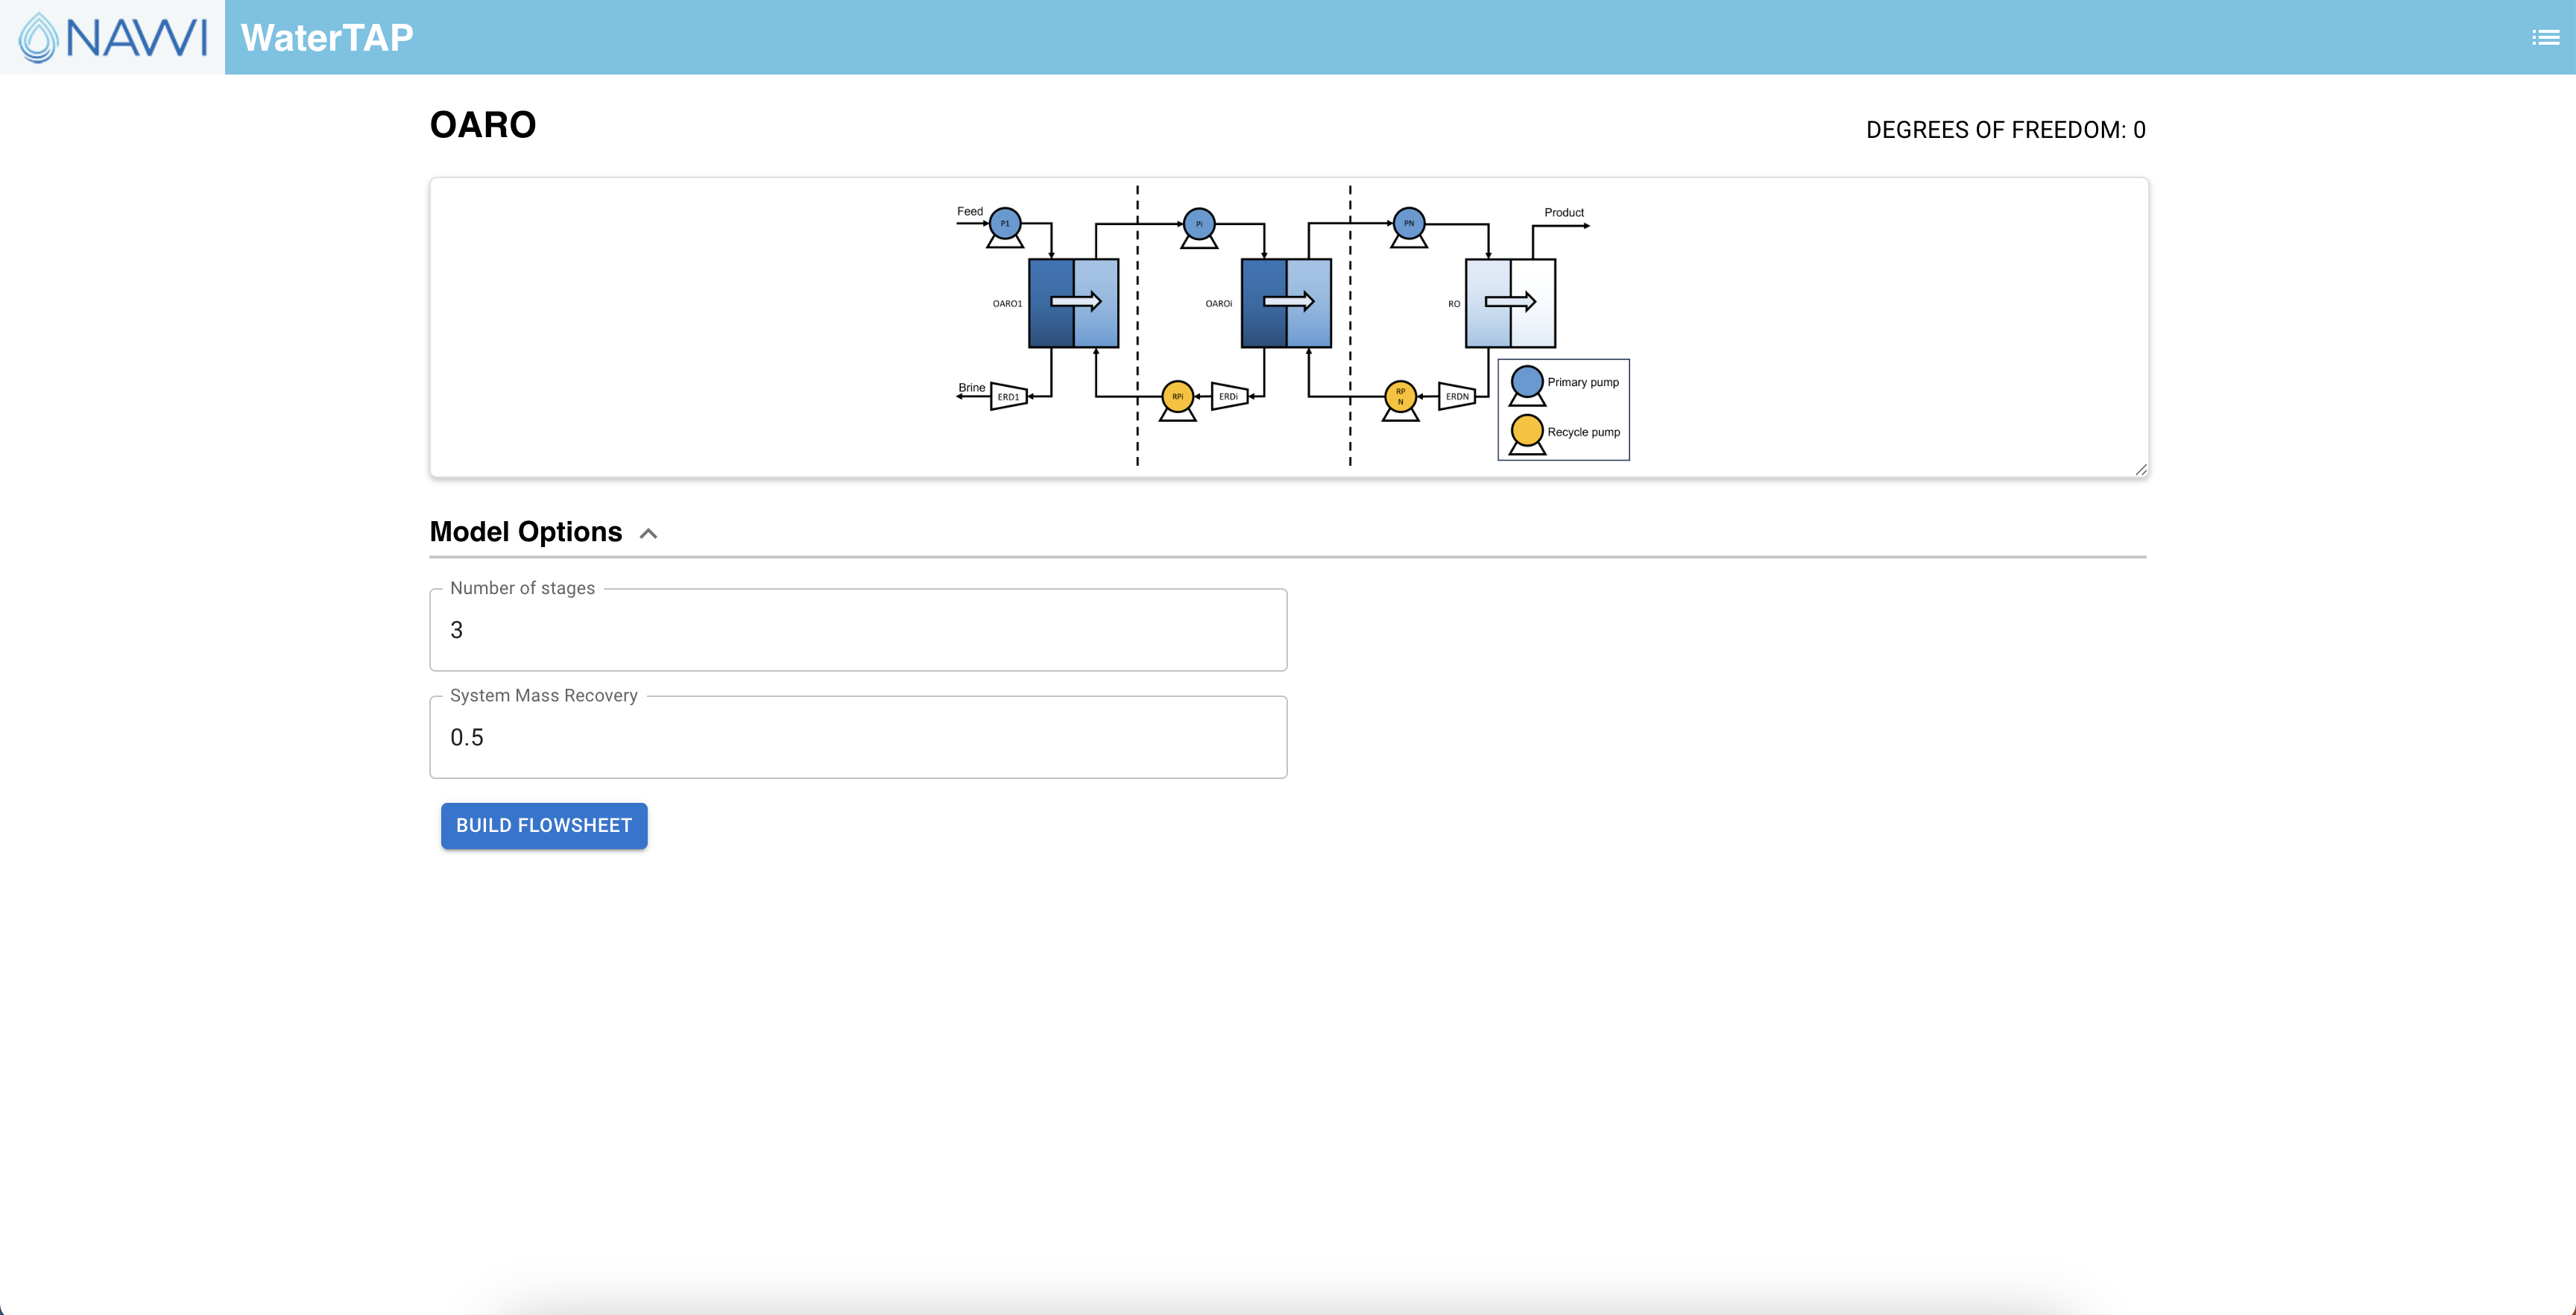 NAWI
WaterTAP
OARO
DEGREES OF FREEDOM: 0
Feed
P1
Pi
PN
Product
OARO1
OAROi
RO
Brine
ERD1
RPi
ERDi
RP
N
ERDN
Primary pump
Recycle pump
Model Options
Number of stages
3
System Mass Recovery
0.5
BUILD FLOWSHEET